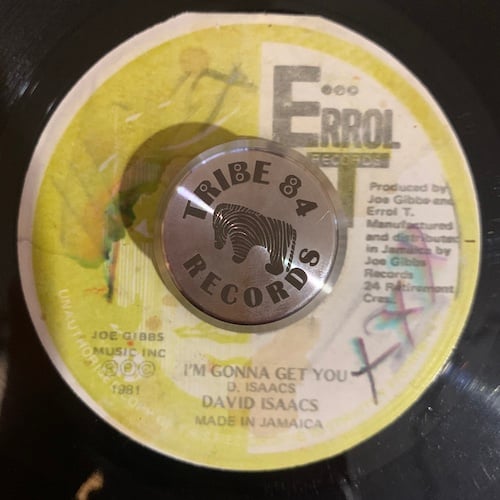 ERROL
RECORDS
T
TRIBE 84
RECORDS
Produced by
Joe Gibbs and
Errol T.
Manufactured
and distributed
in Jamaica by
Joe Gibbs
Records
24 Retirement
Cres.
JOE GIBBS
MUSIC INC
1981
I'M GONNA GET YOU
D. ISAACS
DAVID ISAACS
MADE IN JAMAICA